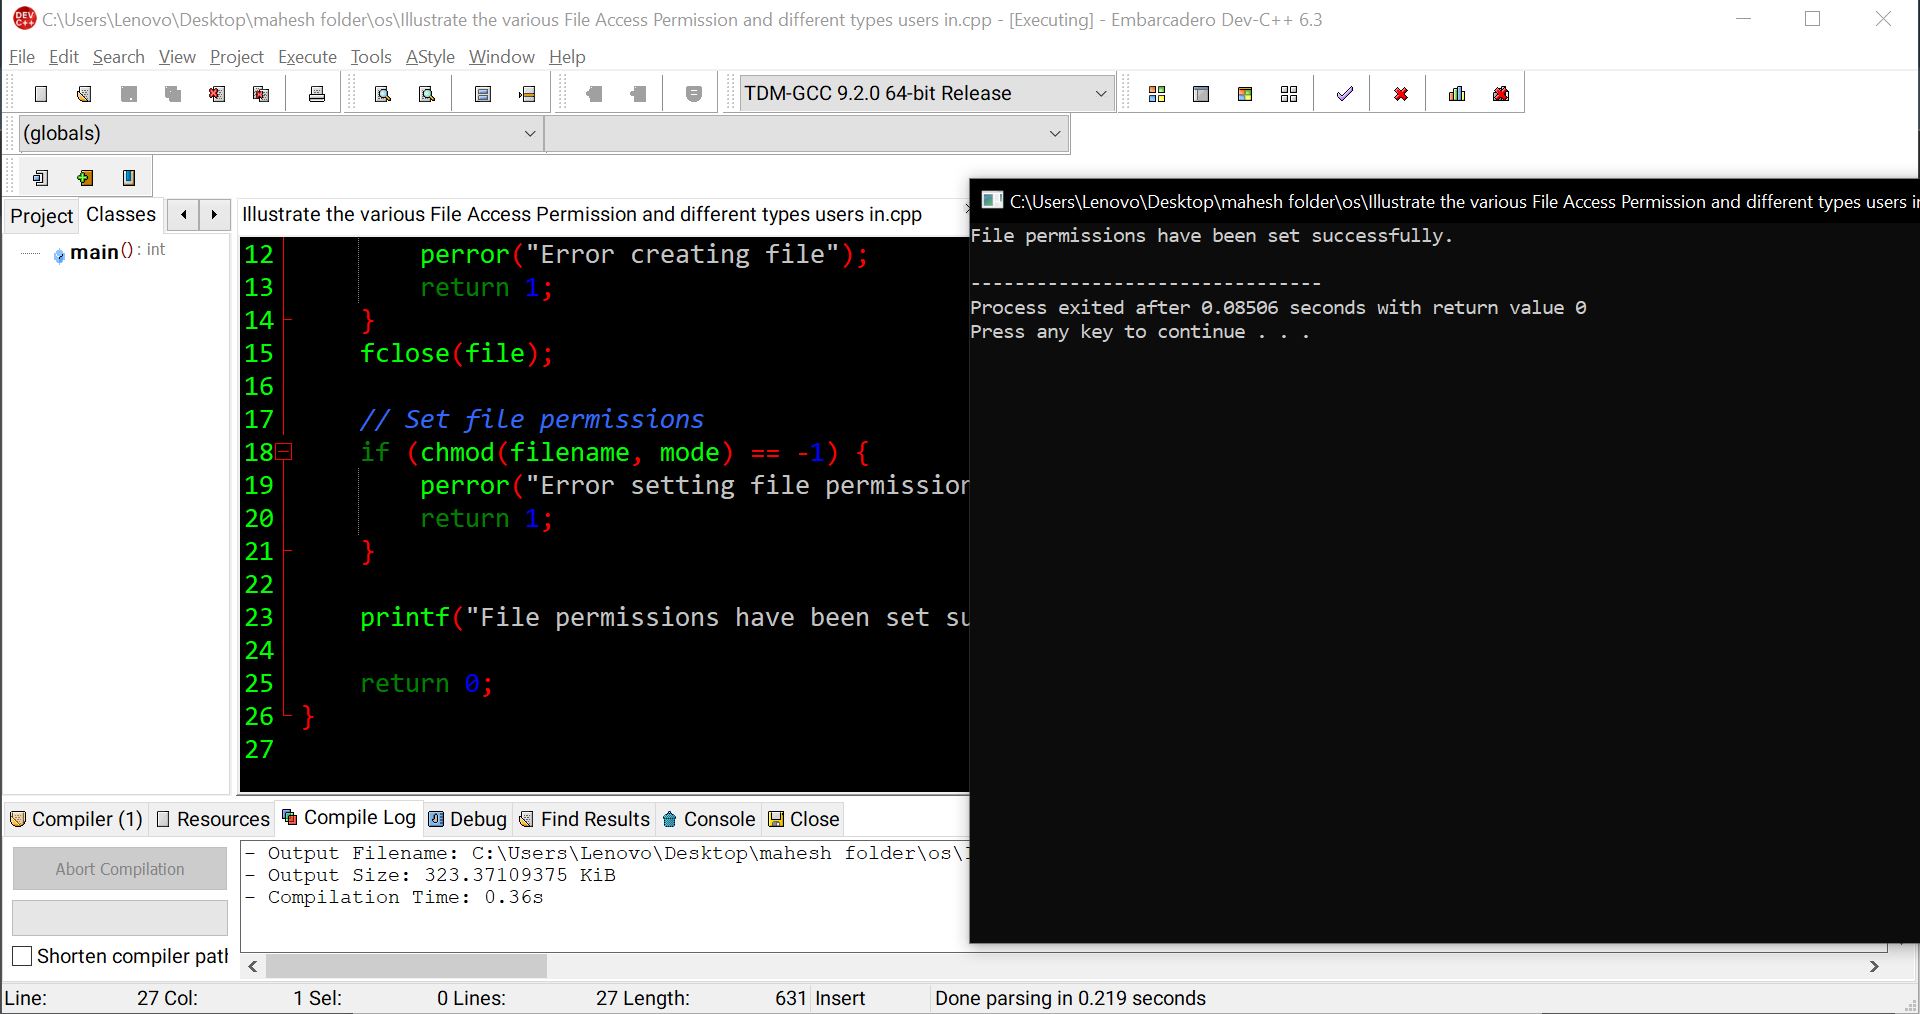 C:\Users\Lenovo\Desktop\mahesh folder\os\Illustrate the various File Access Permission and different types users in.cpp - [Executing] - Embarcadero Dev-C++ 6.3
File Edit Search View Project Execute Tools AStyle Window Help
TDM-GCC 9.2.0 64-bit Release
(globals)
Project Classes
main() : int
Illustrate the various File Access Permission and different types users in.cpp
12 perror("Error creating file");
13 return 1;
14 }
15 fclose(file);
16
17 // Set file permissions
18 if (chmod(filename, mode) == -1) {
19 perror("Error setting file permission
20 return 1;
21 }
22
23 printf("File permissions have been set su
24
25 return 0;
26 }
27
C:\Users\Lenovo\Desktop\mahesh folder\os\Illustrate the various File Access Permission and different types users in
File permissions have been set successfully.
--------------------------------
Process exited after 0.08506 seconds with return value 0
Press any key to continue . . .
Compiler (1) Resources Compile Log Debug Find Results Console Close
Abort Compilation
Shorten compiler path
- Output Filename: C:\Users\Lenovo\Desktop\mahesh folder\os\
- Output Size: 323.37109375 KiB
- Compilation Time: 0.36s
Line: 27 Col: 1 Sel: 0 Lines: 27 Length: 631 Insert Done parsing in 0.219 seconds